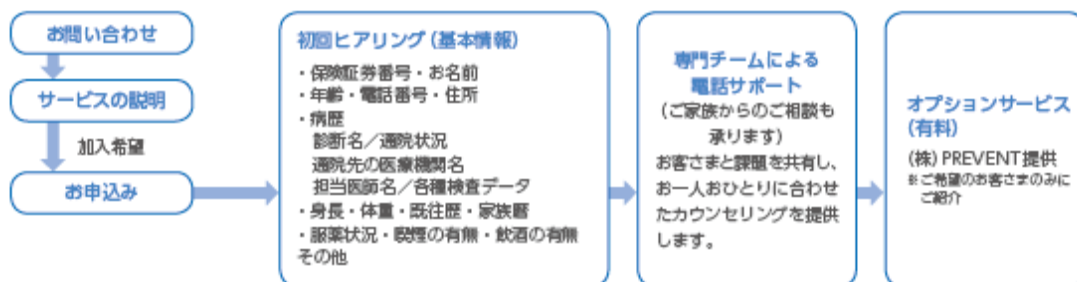 お問い合わせ
サービスの説明
加入希望
お申込み
初回ヒアリング(基本情報)
・保険証券番号・お名前
・年齢・電話番号・住所
・病歴
診断名／通院状況
通院先の医療機関名
担当医師名／各種検査データ
・身長・体重・既往歴・家族暦
・服薬状況・喫煙の有無・飲酒の有無
その他
専門チームによる
電話サポート
(ご家族からのご相談も
承ります)
お客さまと課題を共有し、
お一人おひとりに合わせ
たカウンセリングを提供
します。
オプションサービス
(有料)
(株) PREVENT提供
※ご希望のお客さまのみに
ご紹介